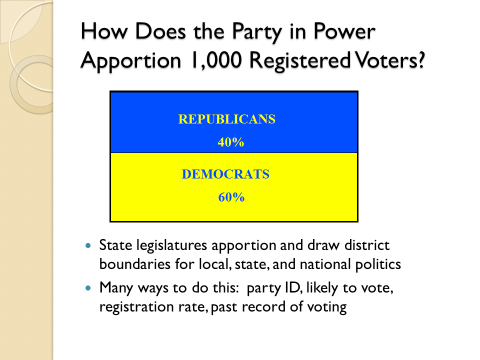 How Does the Party in Power
Apportion 1,000 Registered Voters?
REPUBLICANS
40%
DEMOCRATS
60%
State legislatures apportion and draw district
boundaries for local, state, and national politics
Many ways to do this: party ID, likely to vote,
registration rate, past record of voting